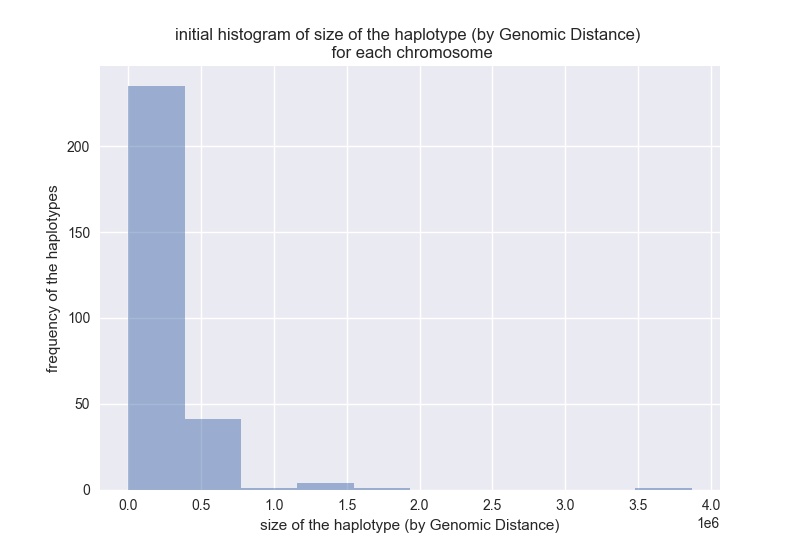 initial histogram of size of the haplotype (by Genomic Distance)
for each chromosome
frequency of the haplotypes
200
150
100
50
0
0.0 0.5 1.0 1.5 2.0 2.5 3.0 3.5 4.0
1e6
size of the haplotype (by Genomic Distance)